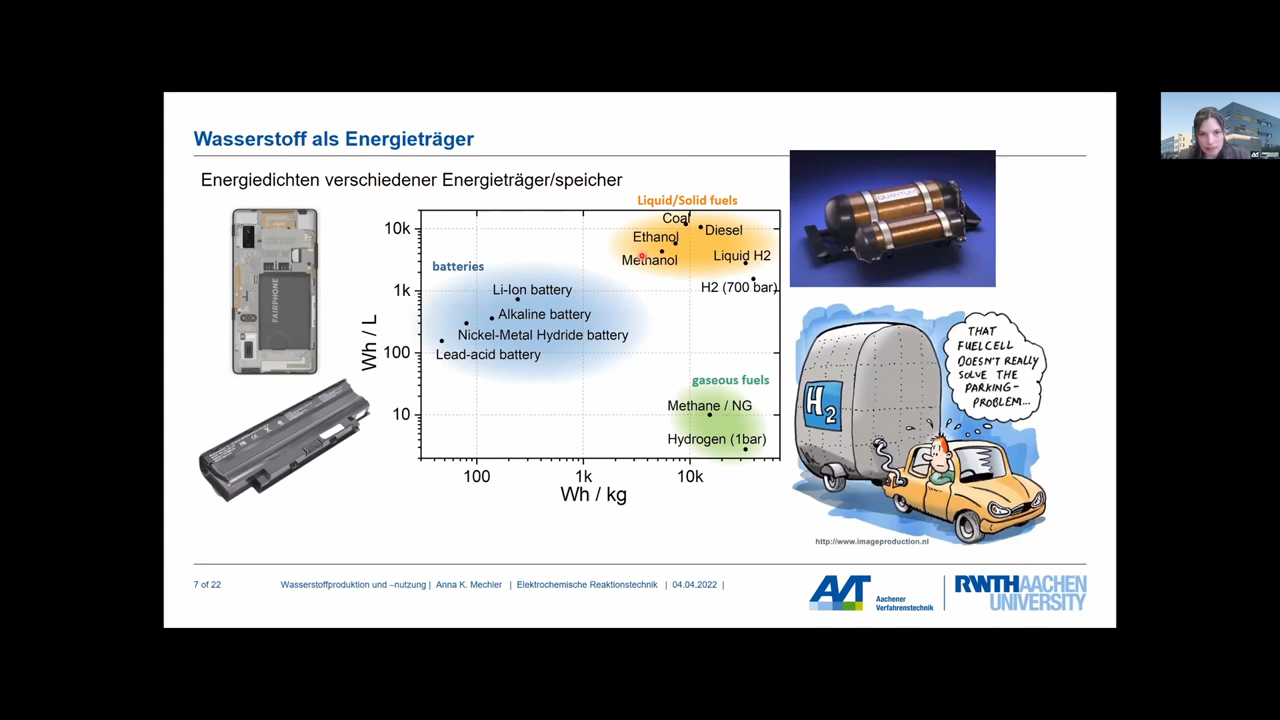 Wasserstoff als Energieträger
Energiedichten verschiedener Energieträger/speicher
FAIRPHONE
Liquid/Solid fuels
Coal
Diesel
Ethanol
Methanol
Liquid H2
H2 (700 bar)
batteries
Li-Ion battery
Alkaline battery
Nickel-Metal Hydride battery
Lead-acid battery
gaseous fuels
Methane / NG
Hydrogen (1bar)
10k
1k
100
10
Wh / L
100
1k
10k
Wh / kg
QUANTUM
THAT
FUELCELL
DOESN'T REALLY
SOLVE THE
PARKING-
PROBLEM...
H2
http://www.imageproduction.nl
7 of 22
Wasserstoffproduktion und –nutzung | Anna K. Mechler | Elektrochemische Reaktionstechnik | 04.04.2022 |
AVT
Aachener
Verfahrenstechnik
RWTHAACHEN
UNIVERSITY